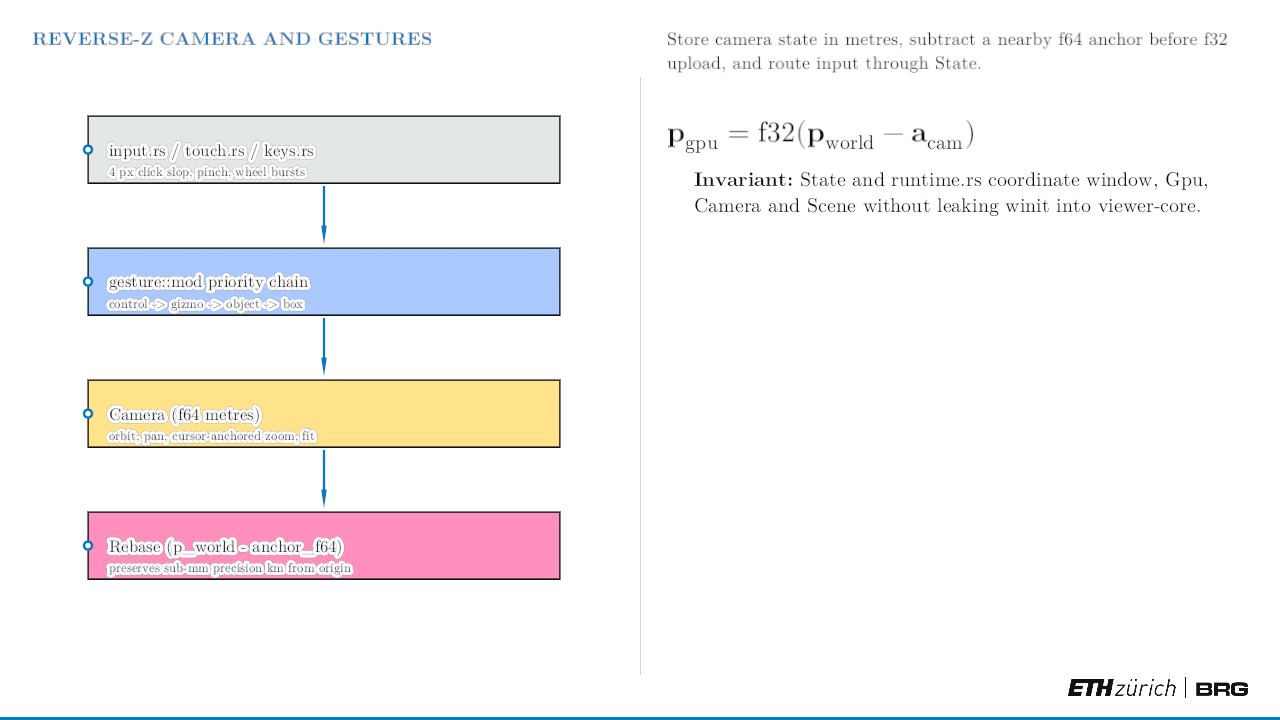 REVERSE-Z CAMERA AND GESTURES
Store camera state in metres, subtract a nearby f64 anchor before f32
upload, and route input through State.
input.rs / touch.rs / keys.rs
4 px click slop, pinch, wheel bursts
gesture::mod priority chain
control -> gizmo -> object -> box
Camera (f64 metres)
orbit, pan, cursor-anchored zoom, fit
Rebase (p_world - anchor_f64)
preserves sub-mm precision km from origin
p_gpu = f32(p_world − a_cam)
Invariant: State and runtime.rs coordinate window, Gpu,
Camera and Scene without leaking winit into viewer-core.
ETH zürich | BRG